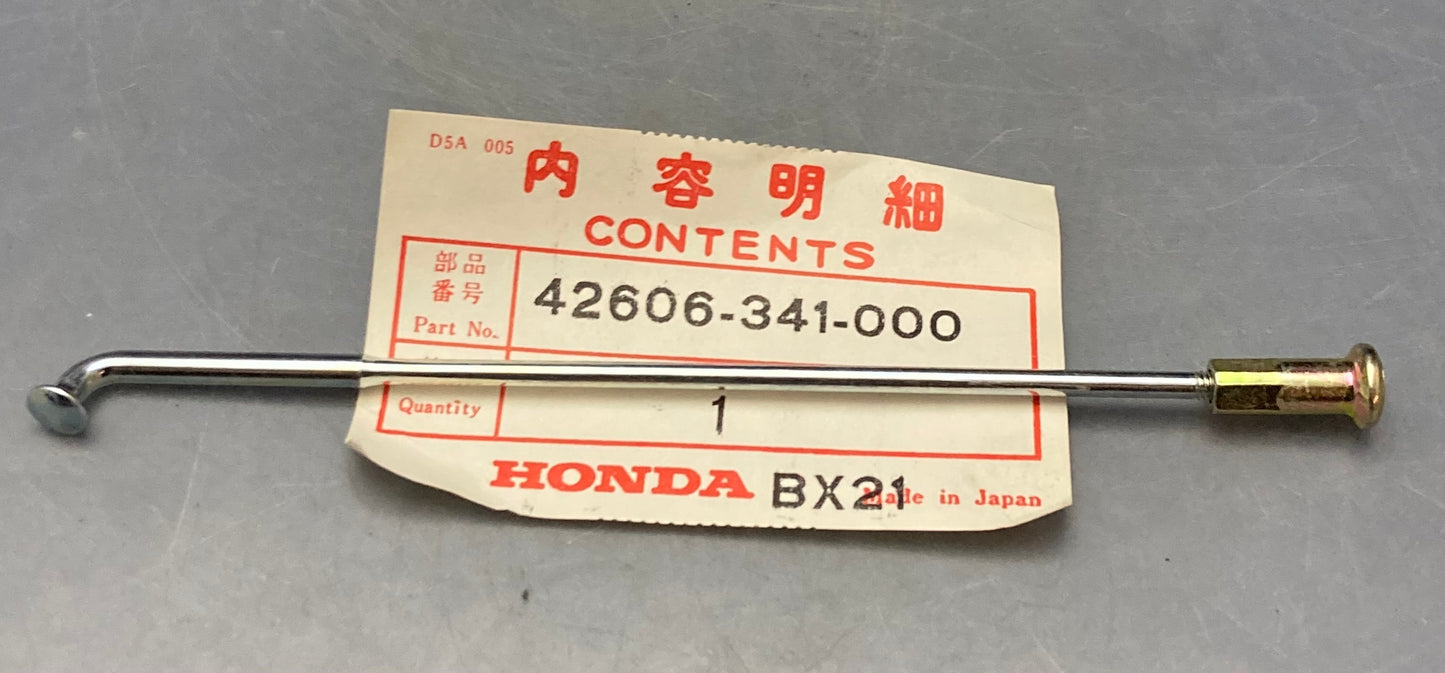 D5A 005
内容明細
CONTENTS
部品
番号
Part No.
42606-341-000
Quantity
1
HONDA BX21 Made in Japan